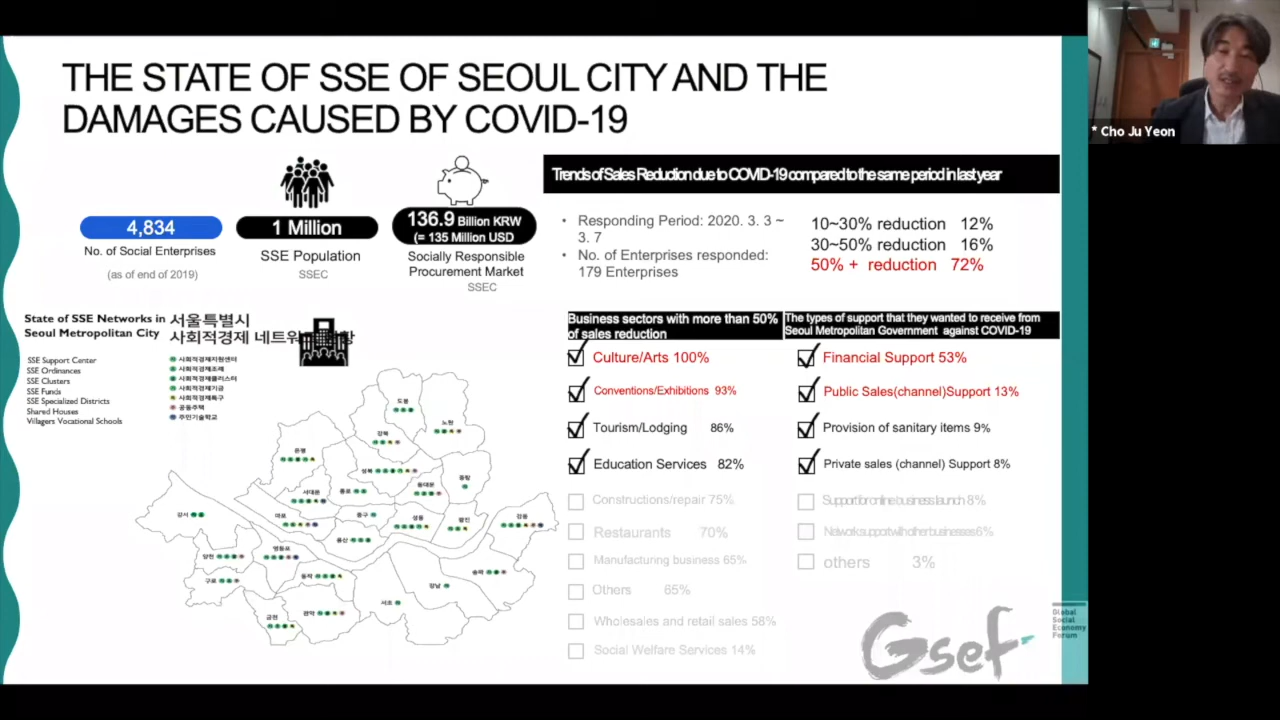 THE STATE OF SSE OF SEOUL CITY AND THE
DAMAGES CAUSED BY COVID-19
* Cho Ju Yeon
4,834
No. of Social Enterprises
(as of end of 2019)
1 Million
SSE Population
SSEC
136.9 Billion KRW
(= 135 Million USD
Socially Responsible
Procurement Market
SSEC
Trends of Sales Reduction due to COVID-19 compared to the same period in last year
• Responding Period: 2020. 3. 3 ~
3. 7
• No. of Enterprises responded:
179 Enterprises
10~30% reduction 12%
30~50% reduction 16%
50% + reduction 72%
State of SSE Networks in
Seoul Metropolitan City
서울특별시
사회적경제 네트워
SSE Support Center
SSE Ordinances
SSE Clusters
SSE Funds
SSE Specialized Districts
Shared Houses
Villagers Vocational Schools
사회적경제지원센터
사회적경제조례
사회적경제클러스터
사회적경제기금
사회적경제특구
공동주택
주민기술학교
도봉
노원
강북
은평
성북
중랑
동대문
서대문
종로
강서
마포
중구
성동
광진
강동
용산
양천
영등포
구로
동작
송파
강남
서초
관악
금천
Business sectors with more than 50%
of sales reduction
Culture/Arts 100%
Conventions/Exhibitions 93%
Tourism/Lodging 86%
Education Services 82%
Constructions/repair 75%
Restaurants 70%
Manufacturing business 65%
Others 65%
Wholesales and retail sales 58%
Social Welfare Services 14%
The types of support that they wanted to receive from
Seoul Metropolitan Government against COVID-19
Financial Support 53%
Public Sales(channel)Support 13%
Provision of sanitary items 9%
Private sales (channel) Support 8%
Support for online business launch 8%
Network support with other businesses 6%
others 3%
Gsef
Global
Social
Economy
Forum